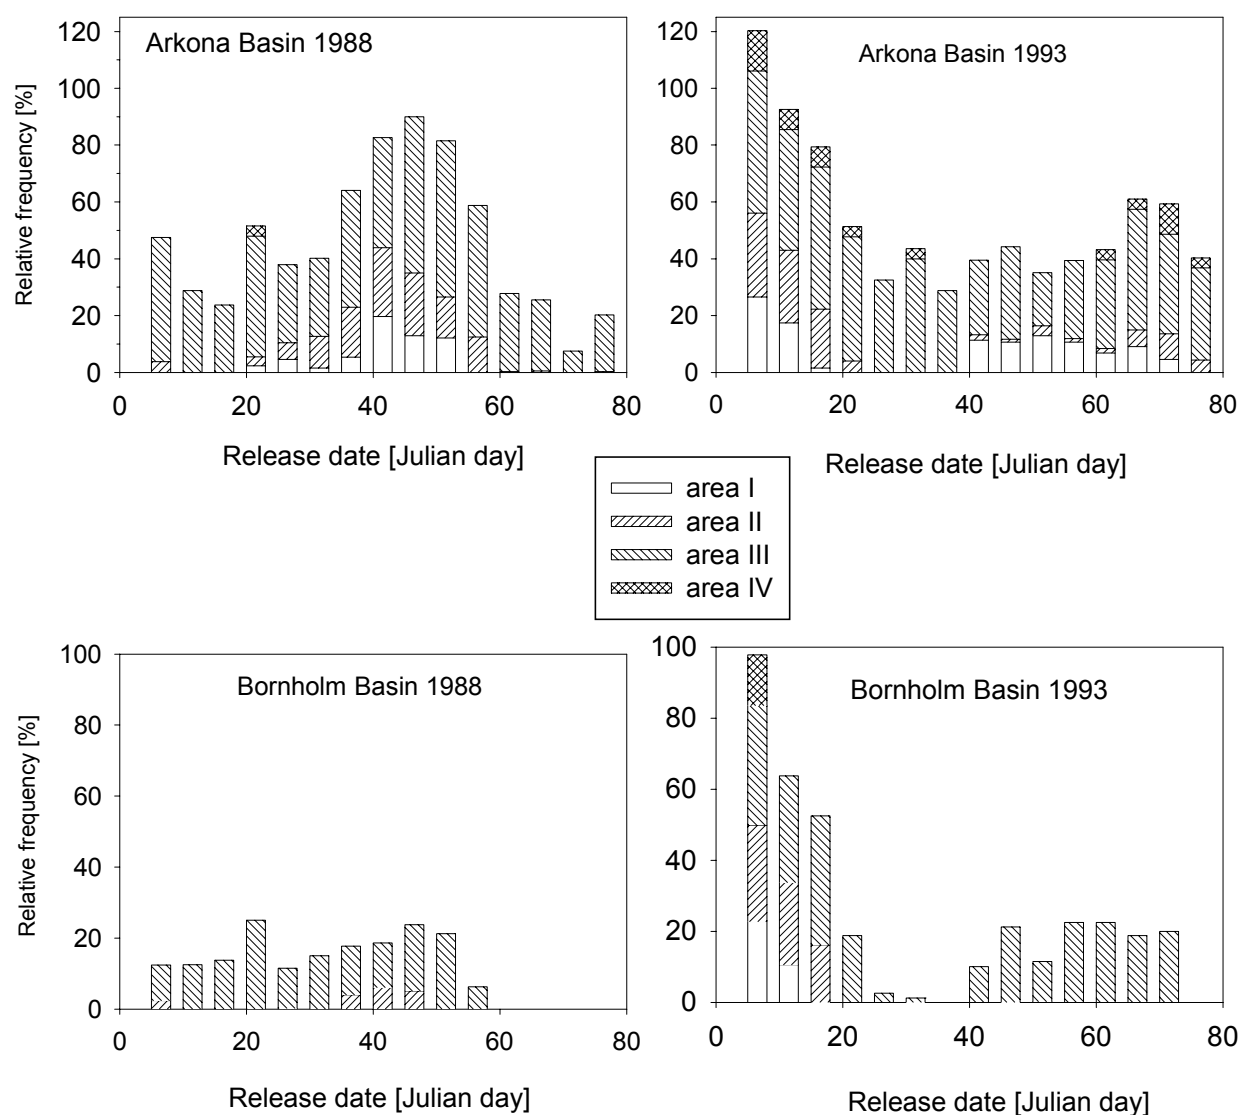 Arkona Basin 1988
Relative frequency [%]
120
100
80
60
40
20
0
0 20 40 60 80
Release date [Julian day]
Arkona Basin 1993
120
100
80
60
40
20
0
0 20 40 60 80
Release date [Julian day]
area I
area II
area III
area IV
Bornholm Basin 1988
Relative frequency [%]
100
80
60
40
20
0
0 20 40 60 80
Release date [Julian day]
Bornholm Basin 1993
100
80
60
40
20
0
0 20 40 60 80
Release date [Julian day]